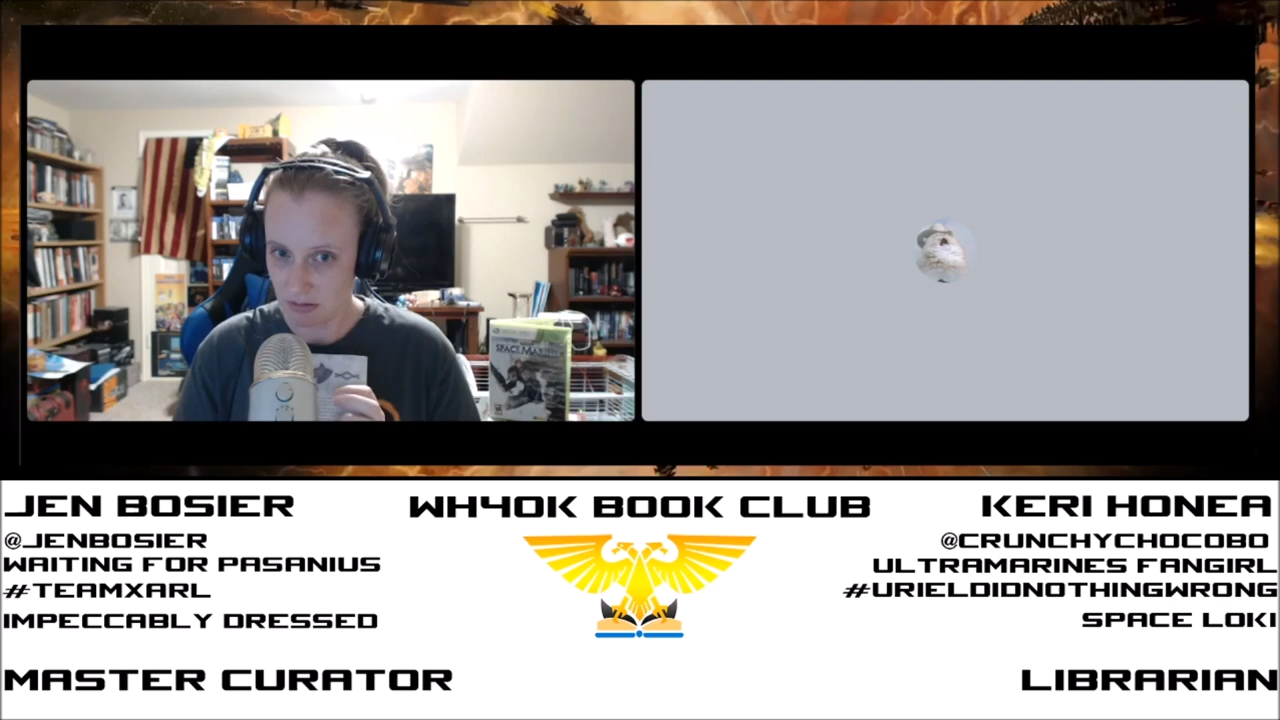 SPACE MARINE
JEN BOSIER
@JENBOSIER
WAITING FOR PASANIUS
#TEAMXARL
IMPECCABLY DRESSED
MASTER CURATOR
WH40K BOOK CLUB
KERI HONEA
@CRUNCHYCHOCOBO
ULTRAMARINES FANGIRL
#URIELDIDNOTHINGWRONG
SPACE LOKI
LIBRARIAN